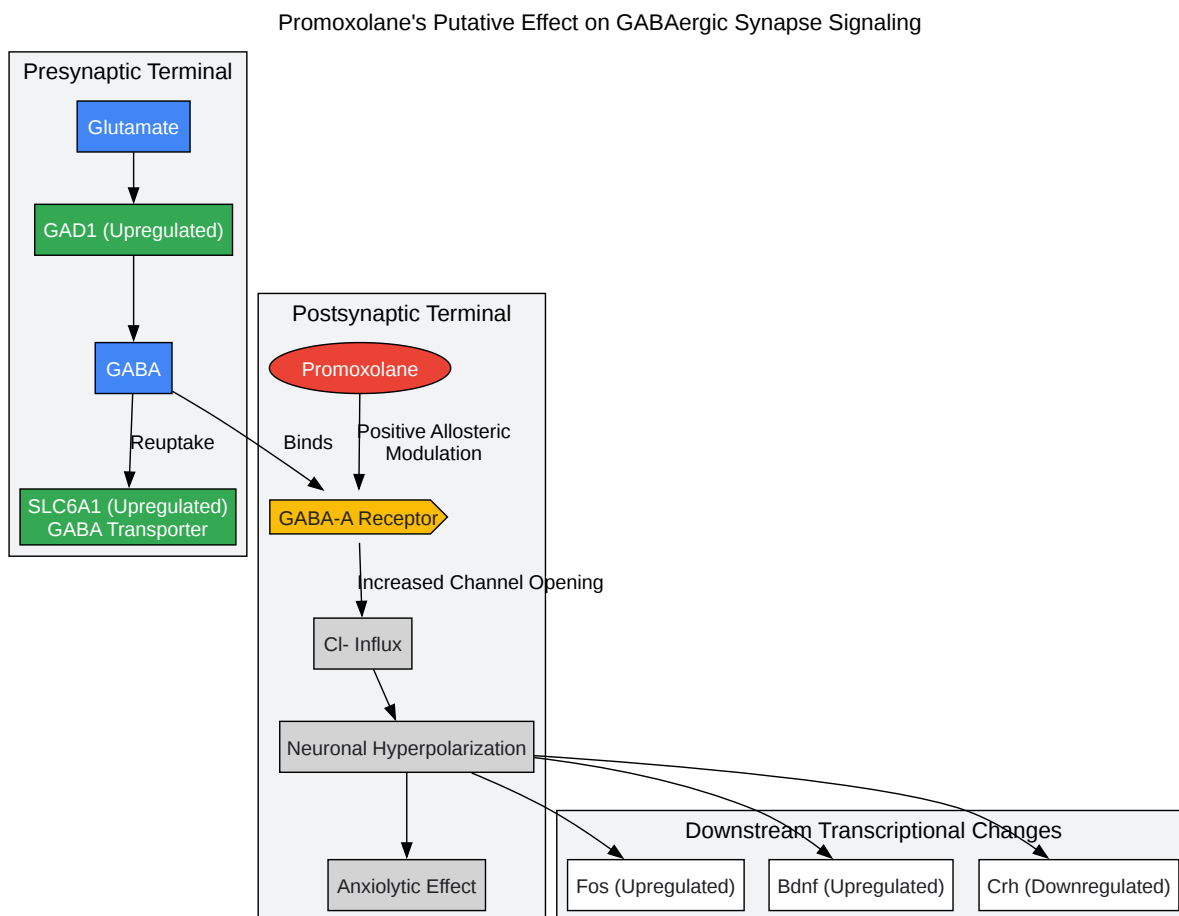 Promoxolane's Putative Effect on GABAergic Synapse Signaling
Presynaptic Terminal
Glutamate
GAD1 (Upregulated)
GABA
Reuptake
SLC6A1 (Upregulated)
GABA Transporter
Postsynaptic Terminal
Promoxolane
Binds
Positive Allosteric
Modulation
GABA-A Receptor
Increased Channel Opening
Cl- Influx
Neuronal Hyperpolarization
Anxiolytic Effect
Downstream Transcriptional Changes
Fos (Upregulated)
Bdnf (Upregulated)
Crh (Downregulated)